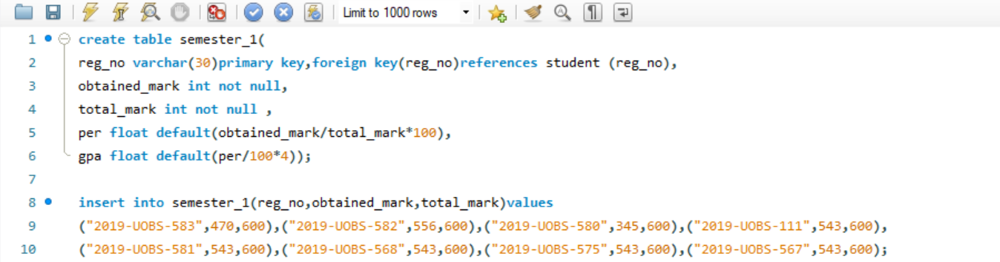 Limit to 1000 rows
1 create table semester_1(
2 reg_no varchar(30)primary key,foreign key(reg_no)references student (reg_no),
3 obtained_mark int not null,
4 total_mark int not null ,
5 per float default(obtained_mark/total_mark*100),
6 gpa float default(per/100*4));
7
8 insert into semester_1(reg_no,obtained_mark,total_mark)values
9 ("2019-UOBS-583",470,600),("2019-UOBS-582",556,600),("2019-UOBS-580",345,600),("2019-UOBS-111",543,600),
10 ("2019-UOBS-581",543,600),("2019-UOBS-568",543,600),("2019-UOBS-575",543,600),("2019-UOBS-567",543,600);